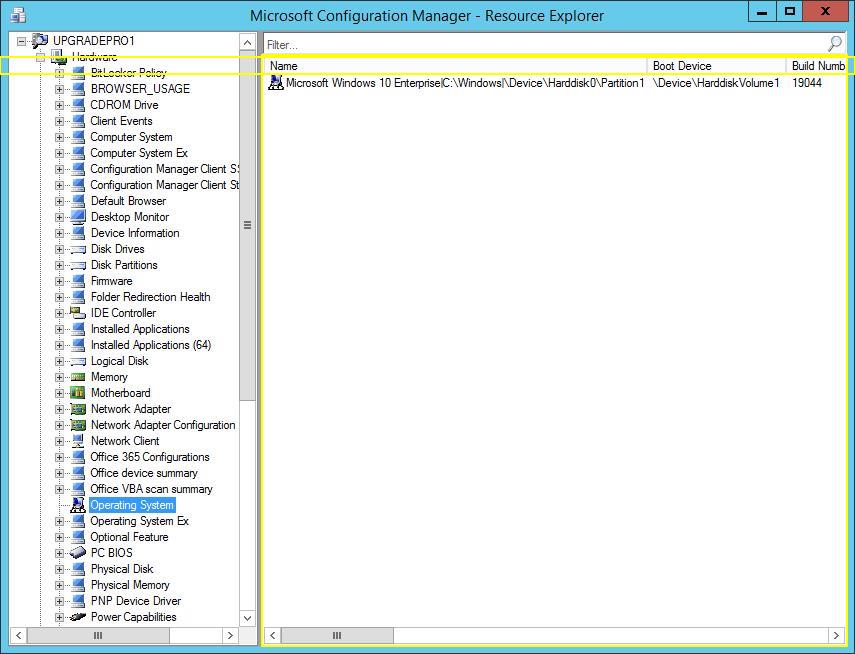 Microsoft Configuration Manager - Resource Explorer
UPGRADEPRO1
Hardware
BitLocker Policy
BROWSER_USAGE
CDROM Drive
Client Events
Computer System
Computer System Ex
Configuration Manager Client SS
Configuration Manager Client St
Default Browser
Desktop Monitor
Device Information
Disk Drives
Disk Partitions
Firmware
Folder Redirection Health
IDE Controller
Installed Applications
Installed Applications (64)
Logical Disk
Memory
Motherboard
Network Adapter
Network Adapter Configuration
Network Client
Office 365 Configurations
Office device summary
Office VBA scan summary
Operating System
Operating System Ex
Optional Feature
PC BIOS
Physical Disk
Physical Memory
PNP Device Driver
Power Capabilities
Filter...
Name Boot Device Build Numb
Microsoft Windows 10 Enterprise|C:\Windows|\Device\Harddisk0\Partition1 \Device\HarddiskVolume1 19044